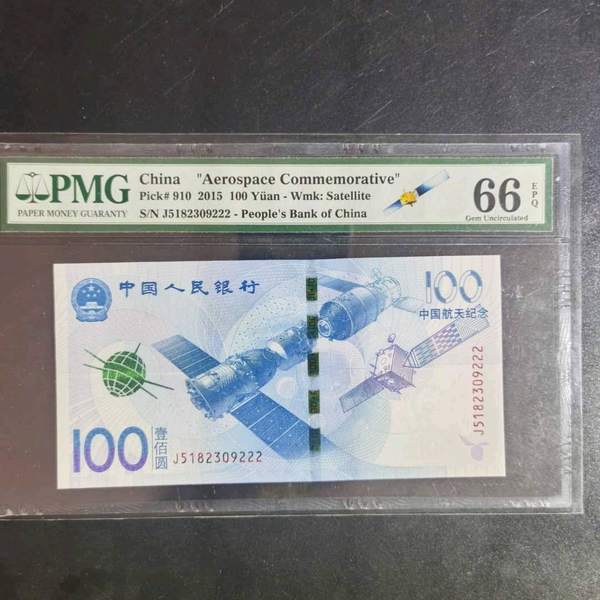 PMG
PAPER MONEY GUARANTY
China "Aerospace Commemorative"
Pick# 910 2015 100 Yüan - Wmk: Satellite
S/N J5182309222 - People's Bank of China
66 EPQ
Gem Uncirculated
中国人民银行
100
中国航天纪念
J5182309222
100
壹佰圆
J5182309222